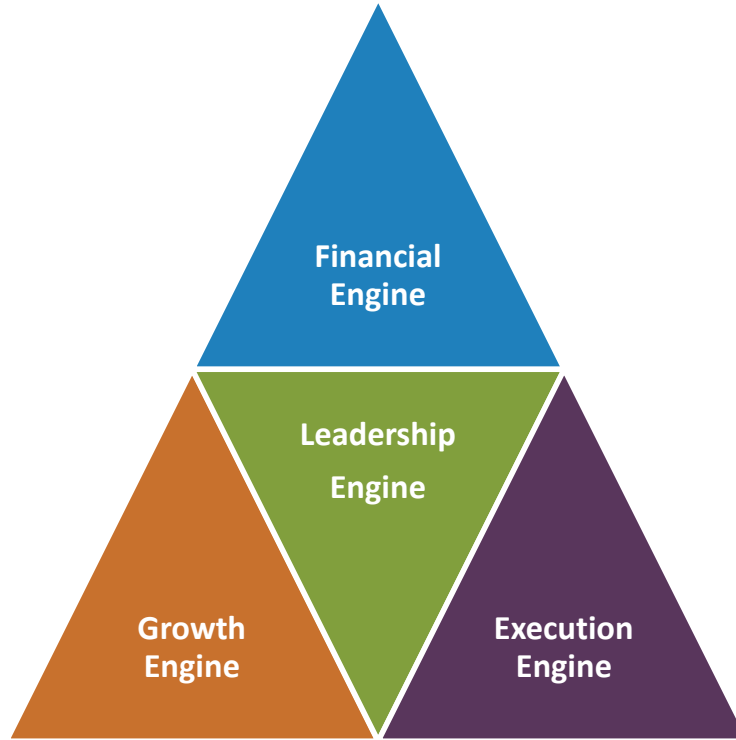 Financial
Engine
Leadership
Engine
Growth
Engine
Execution
Engine